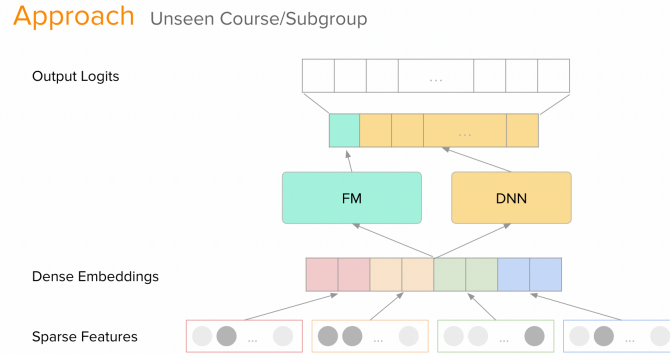 Approach Unseen Course/Subgroup
Output Logits
...
...
FM DNN
Dense Embeddings
Sparse Features
... ... ... ...